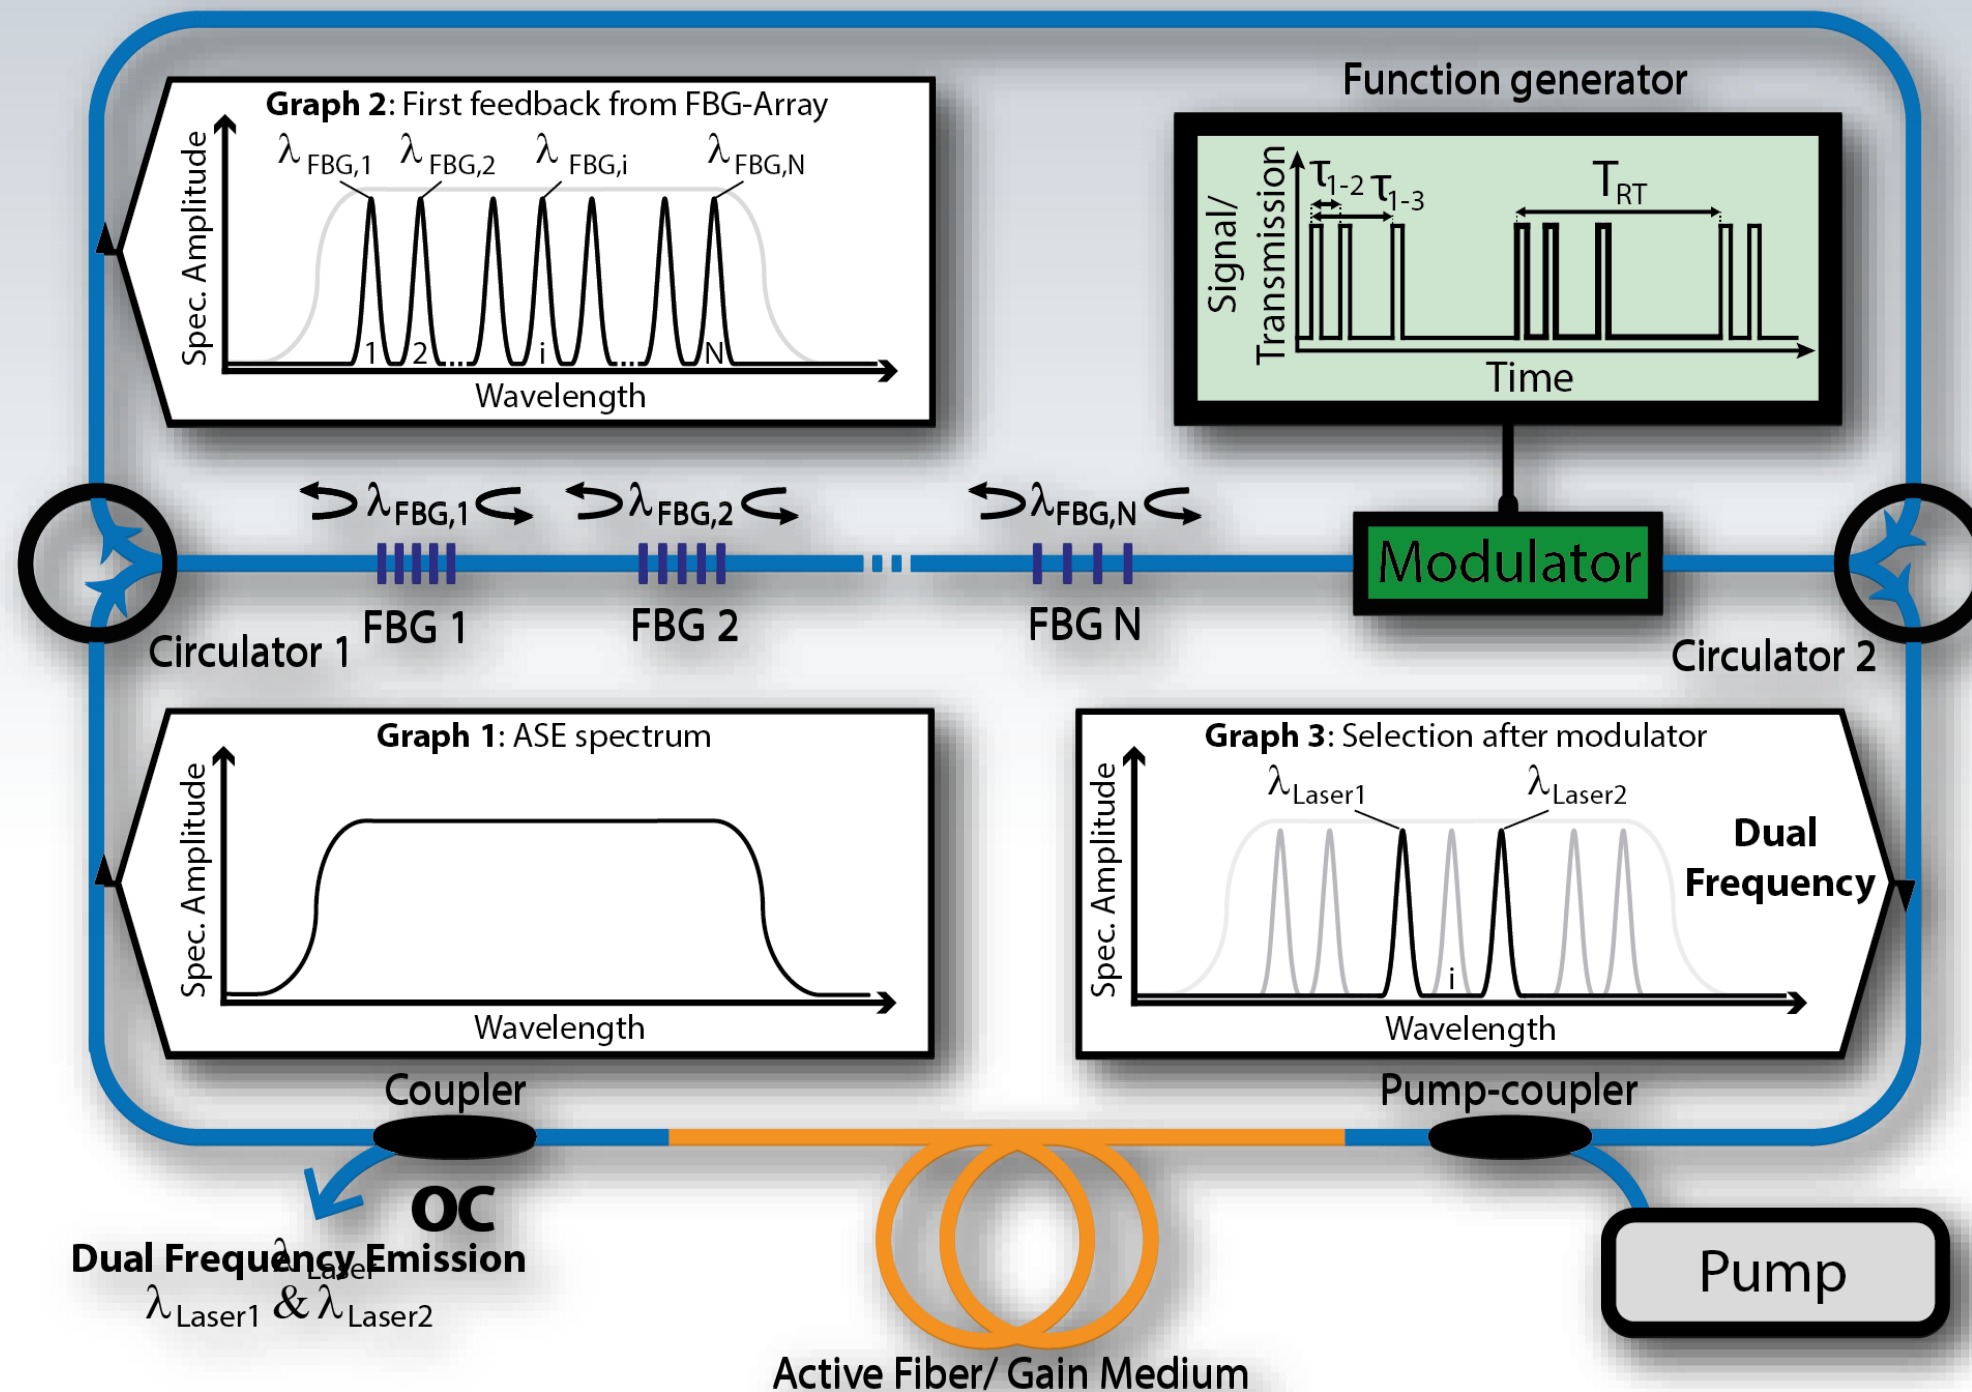 Function generator
Graph 2: First feedback from FBG-Array
λFBG,1 λFBG,2 λFBG,i λFBG,N
Spec. Amplitude
1 2 ... i ... N
Wavelength
Signal/
Transmission
τ1-2 τ1-3 TRT
Time
λFBG,1 λFBG,2 λFBG,N
Modulator
FBG 1 FBG 2 FBG N
Circulator 1
Circulator 2
Graph 1: ASE spectrum
Spec. Amplitude
Wavelength
Graph 3: Selection after modulator
λLaser1 λLaser2
Dual
Frequency
Spec. Amplitude
i
Wavelength
Coupler
Pump-coupler
OC
Dual Frequency Emission
λLaser
λLaser1 & λLaser2
Pump
Active Fiber/ Gain Medium